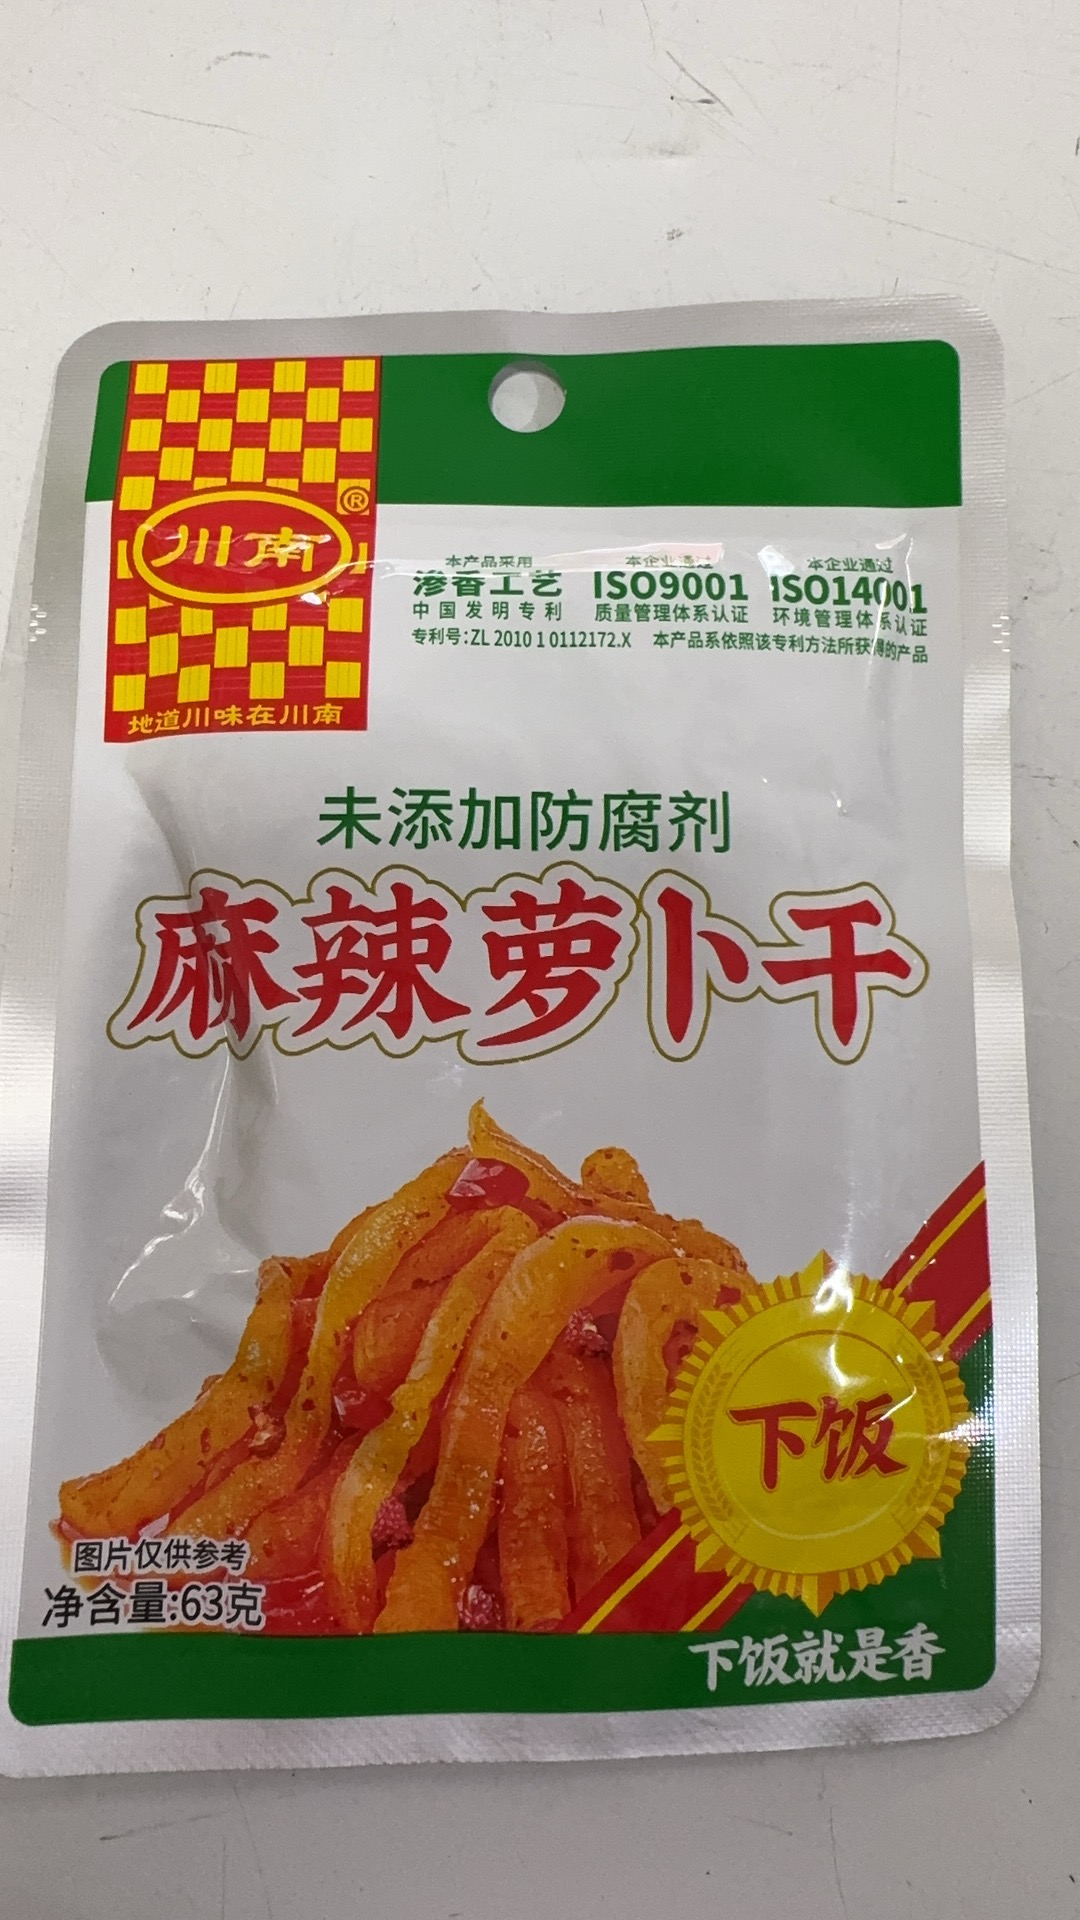 川南
®
地道川味在川南
本产品采用
渗香工艺
中国发明专利
本企业通过
ISO9001
质量管理体系认证
本企业通过
ISO14001
环境管理体系认证
专利号:ZL 2010 1 0112172.X 本产品系依照该专利方法所获得的产品
未添加防腐剂
麻辣萝卜干
下饭
图片仅供参考
净含量:63克
下饭就是香